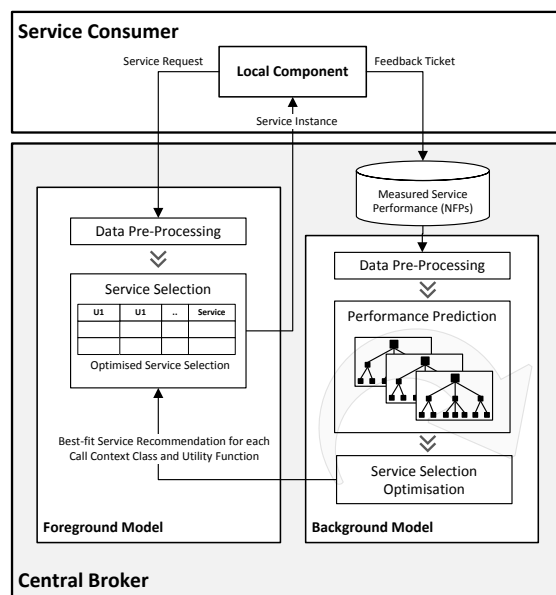 Service Consumer
Service Request
Local Component
Feedback Ticket
Service Instance
Measured Service
Performance (NFPs)
Data Pre-Processing
Data Pre-Processing
Service Selection
U1 U1 .. Service
Optimised Service Selection
Performance Prediction
Best-fit Service Recommendation for each
Call Context Class and Utility Function
Service Selection
Optimisation
Foreground Model
Background Model
Central Broker